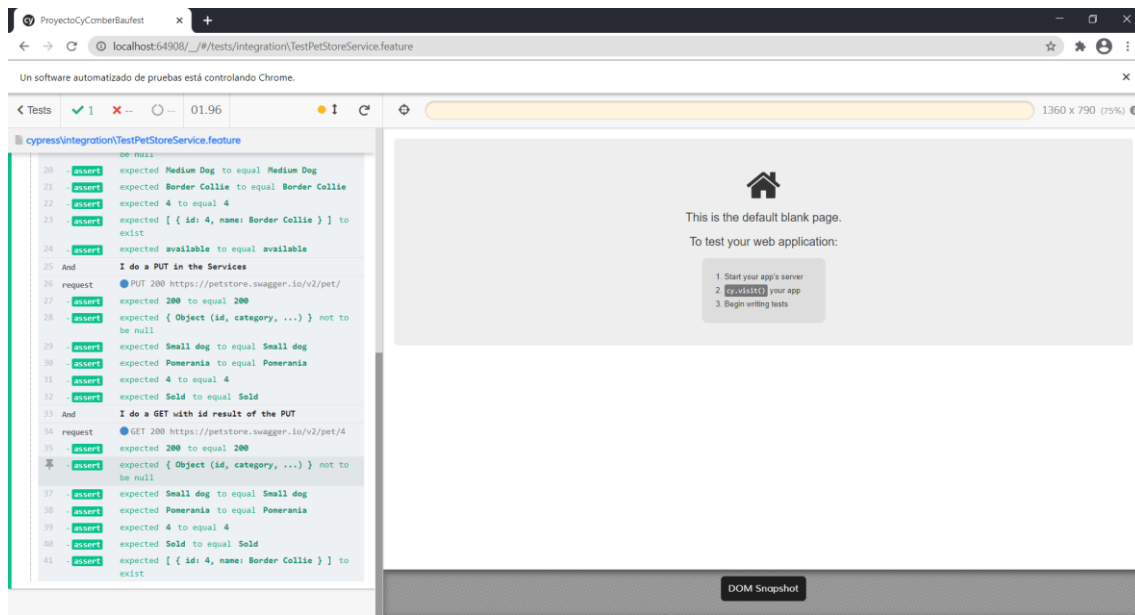 ProyectoCyCcmberBaufest
localhost:64908/__/#/tests/integration\TestPetStoreService.feature
Un software automatizado de pruebas está controlando Chrome.
Tests 1 -- -- 01.96
1360 x 790 (75%)
cypress\integration\TestPetStoreService.feature
be null
20 -assert expected Medium Dog to equal Medium Dog
21 -assert expected Border Collie to equal Border Collie
22 -assert expected 4 to equal 4
23 -assert expected [ { id: 4, name: Border Collie } ] to
exist
24 -assert expected available to equal available
25 And I do a PUT in the Services
26 request PUT 200 https://petstore.swagger.io/v2/pet/
27 -assert expected 200 to equal 200
28 -assert expected { Object (id, category, ...) } not to
be null
29 -assert expected Small dog to equal Small dog
30 -assert expected Pomerania to equal Pomerania
31 -assert expected 4 to equal 4
32 -assert expected Sold to equal Sold
33 And I do a GET with id result of the PUT
34 request GET 200 https://petstore.swagger.io/v2/pet/4
35 -assert expected 200 to equal 200
-assert expected { Object (id, category, ...) } not to
be null
37 -assert expected Small dog to equal Small dog
38 -assert expected Pomerania to equal Pomerania
39 -assert expected 4 to equal 4
40 -assert expected Sold to equal Sold
41 -assert expected [ { id: 4, name: Border Collie } ] to
exist
This is the default blank page.
To test your web application:
1. Start your app's server
2. cy.visit() your app
3. Begin writing tests
DOM Snapshot